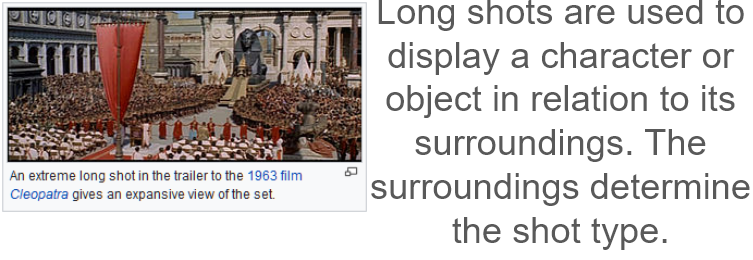 An extreme long shot in the trailer to the 1963 film
Cleopatra gives an expansive view of the set.
Long shots are used to
display a character or
object in relation to its
surroundings. The
surroundings determine
the shot type.